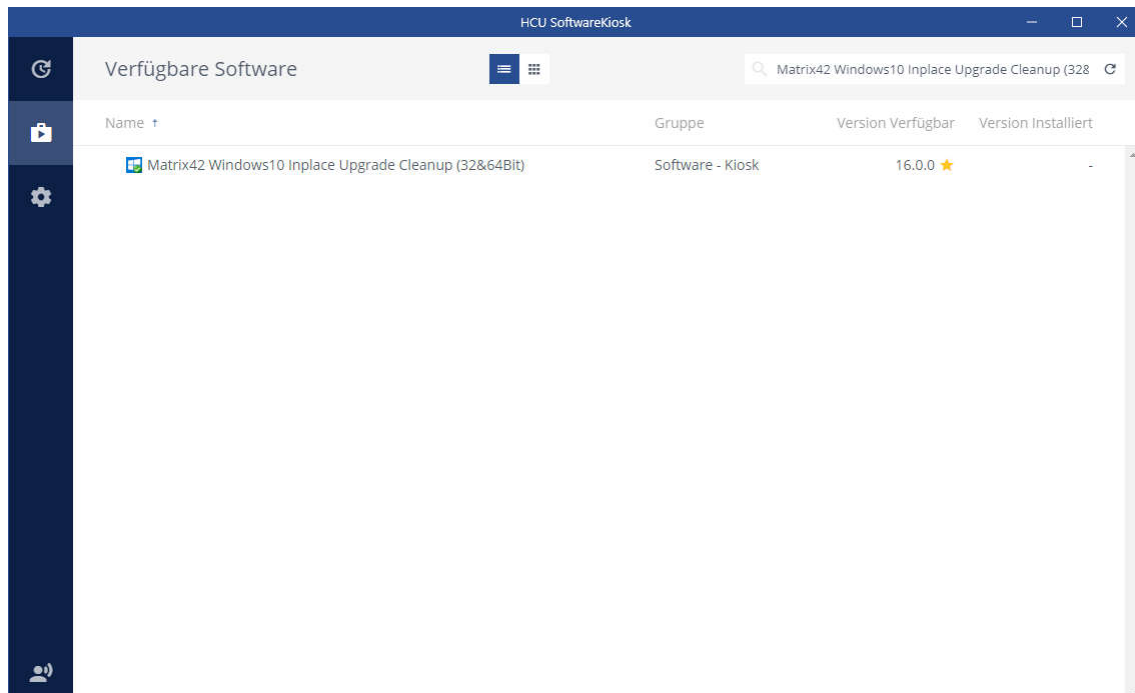 HCU SoftwareKiosk
Verfügbare Software
Matrix42 Windows10 Inplace Upgrade Cleanup (328
Name ↑ Gruppe Version Verfügbar Version Installiert
Matrix42 Windows10 Inplace Upgrade Cleanup (32&64Bit) Software - Kiosk 16.0.0 -